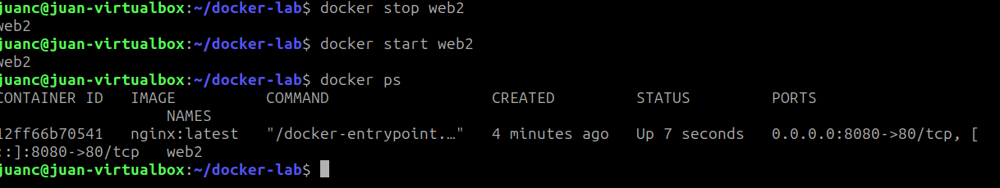 juanc@juan-virtualbox:~/docker-lab$ docker stop web2
web2
juanc@juan-virtualbox:~/docker-lab$ docker start web2
web2
juanc@juan-virtualbox:~/docker-lab$ docker ps
CONTAINER ID   IMAGE          COMMAND                  CREATED         STATUS         PORTS
                 NAMES
12ff66b70541   nginx:latest   "/docker-entrypoint.…"   4 minutes ago   Up 7 seconds   0.0.0.0:8080->80/tcp, [
::]:8080->80/tcp   web2
juanc@juan-virtualbox:~/docker-lab$